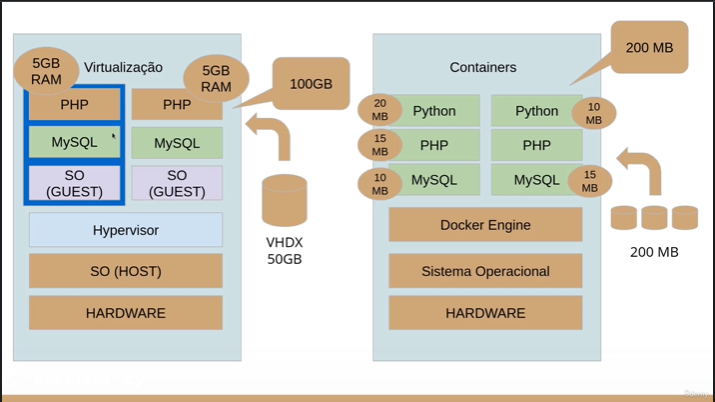 5GB
RAM
Virtualização
5GB
RAM
100GB
PHP
PHP
MySQL
MySQL
SO
(GUEST)
SO
(GUEST)
Hypervisor
SO (HOST)
HARDWARE
VHDX
50GB
Containers
200 MB
20
MB
Python
Python
10
MB
15
MB
PHP
PHP
10
MB
MySQL
MySQL
15
MB
Docker Engine
Sistema Operacional
HARDWARE
200 MB
Udemy